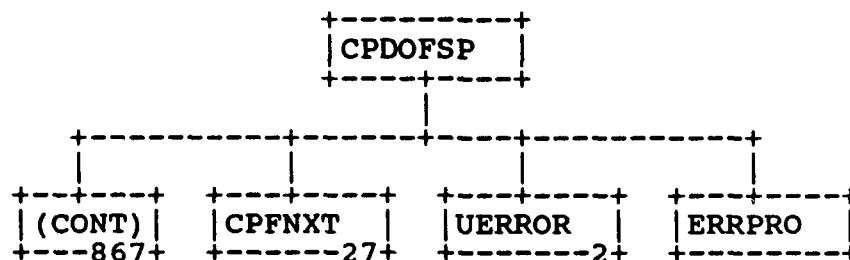 CPDOFSP
(CONT) CPFNXT UERROR ERRPRO
867 27 2